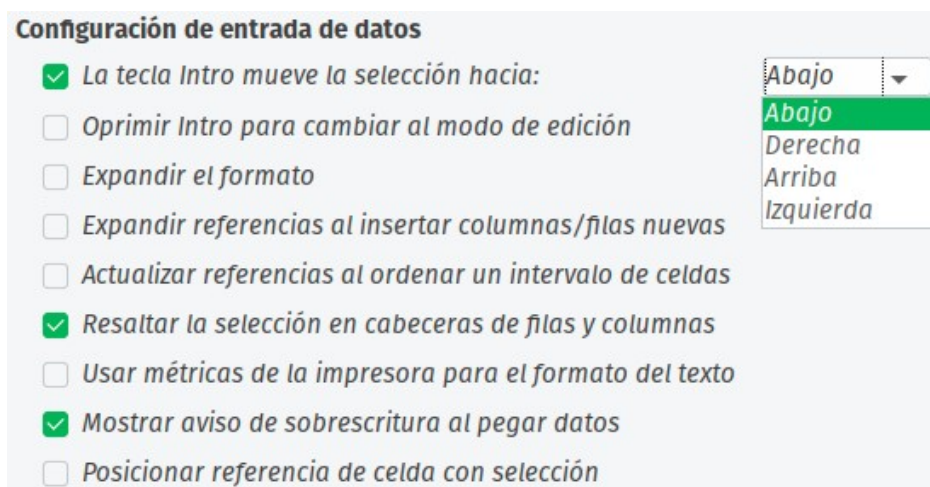 Configuración de entrada de datos
La tecla Intro mueve la selección hacia: Abajo
Abajo
Oprimir Intro para cambiar al modo de edición
Derecha
Expandir el formato
Arriba
Izquierda
Expandir referencias al insertar columnas/filas nuevas
Actualizar referencias al ordenar un intervalo de celdas
Resaltar la selección en cabeceras de filas y columnas
Usar métricas de la impresora para el formato del texto
Mostrar aviso de sobrescritura al pegar datos
Posicionar referencia de celda con selección